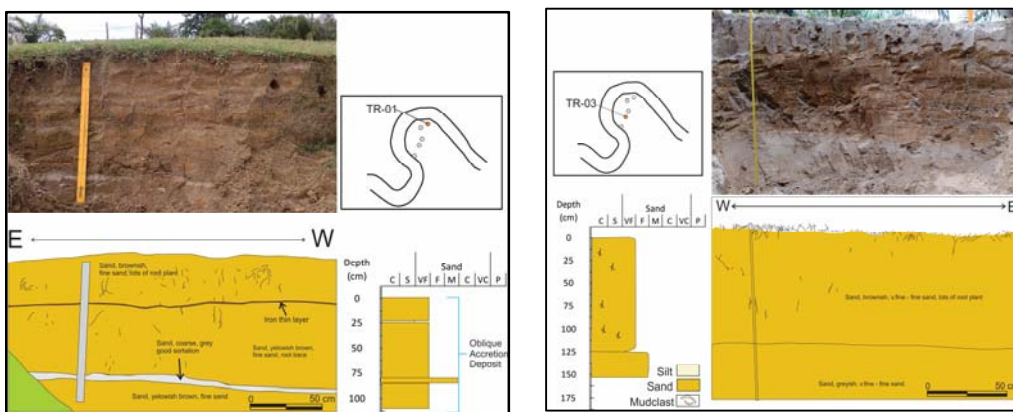 TR-01
E
W
Sand, brownish,
fine sand, lots of root plant
Iron thin layer
Sand, coarse, grey
good sortation
Sand, yelowish brown,
fine sand, root trace
Sand, yelowish brown, fine sand
0 50 cm
Depth
(cm)
Sand
C S VF F M C VC P
0
25
50
75
100
Oblique
Accretion
Deposit
TR-03
Depth
(cm)
Sand
C S VF F M C VC P
0
25
50
75
100
125
150
175
Silt
Sand
Mudclast
W
E
Sand, brownish, v.fine - fine sand, lots of root plant
Sand, greyish, v.fine - fine sand
0 50 cm